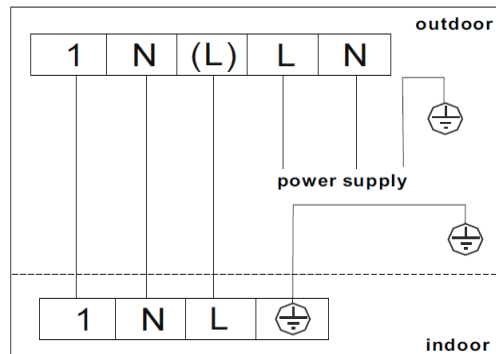 outdoor
1 N (L) L N
power supply
1 N L
indoor